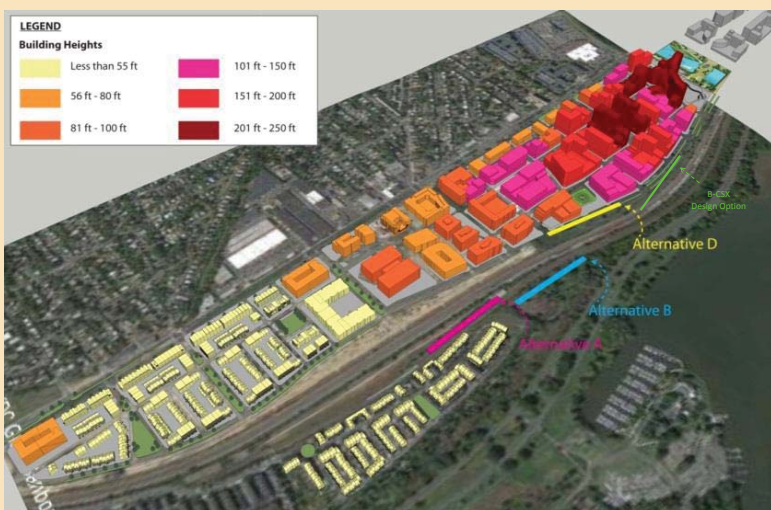 LEGEND
Building Heights
Less than 55 ft
56 ft - 80 ft
81 ft - 100 ft
101 ft - 150 ft
151 ft - 200 ft
201 ft - 250 ft
B-CSX
Design Option
Alternative D
Alternative B
Alternative A